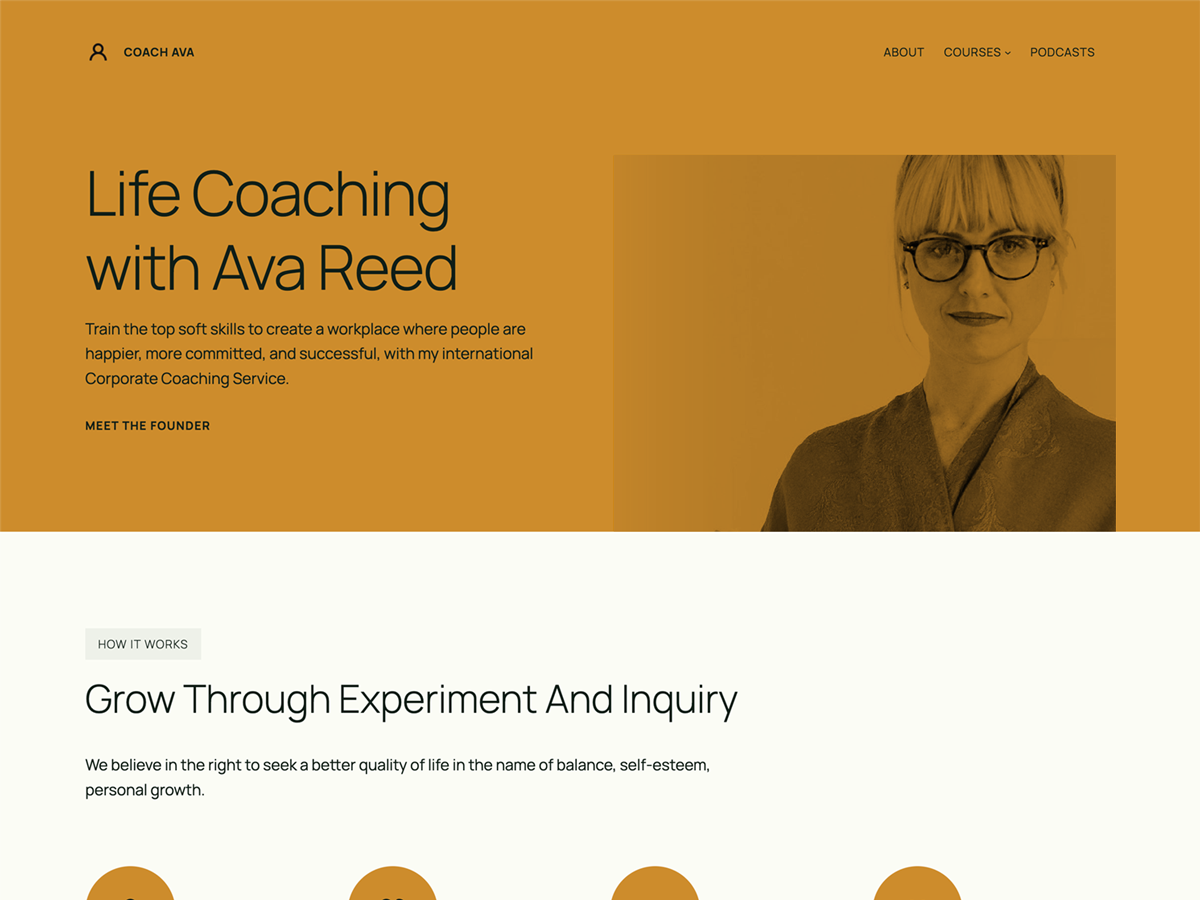 COACH AVA
ABOUT COURSES PODCASTS
Life Coaching
with Ava Reed
Train the top soft skills to create a workplace where people are
happier, more committed, and successful, with my international
Corporate Coaching Service.
MEET THE FOUNDER
HOW IT WORKS
Grow Through Experiment And Inquiry
We believe in the right to seek a better quality of life in the name of balance, self-esteem,
personal growth.